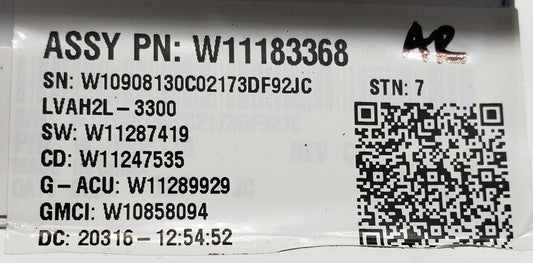 ASSY PN: W11183368
AR
SN: W10908130C02173DF92JC
STN: 7
LVAH2L-3300
SW: W11287419
CD: W11247535
G-ACU: W11289929
GMCI: W10858094
DC: 20316-12:54:52
REV